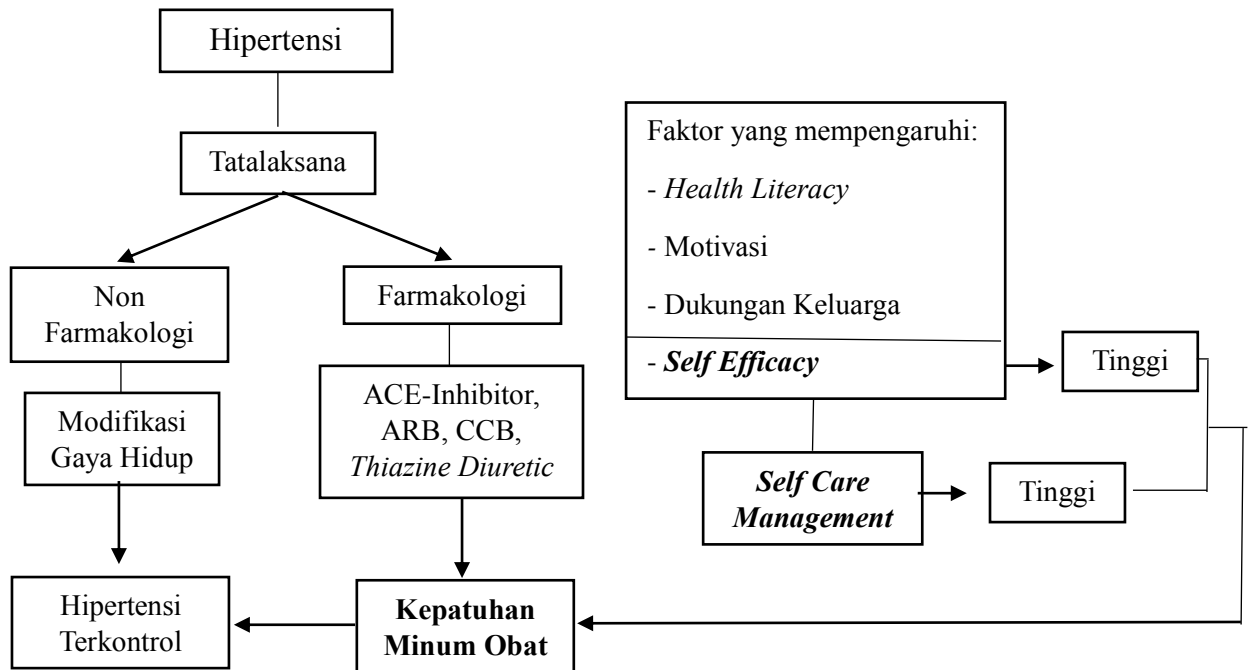 Hipertensi
Tatalaksana
Non
Farmakologi
Farmakologi
Modifikasi
Gaya Hidup
ACE-Inhibitor,
ARB, CCB,
Thiazine Diuretic
Hipertensi
Terkontrol
Kepatuhan
Minum Obat
Faktor yang mempengaruhi:
- Health Literacy
- Motivasi
- Dukungan Keluarga
- Self Efficacy
Tinggi
Self Care
Management
Tinggi